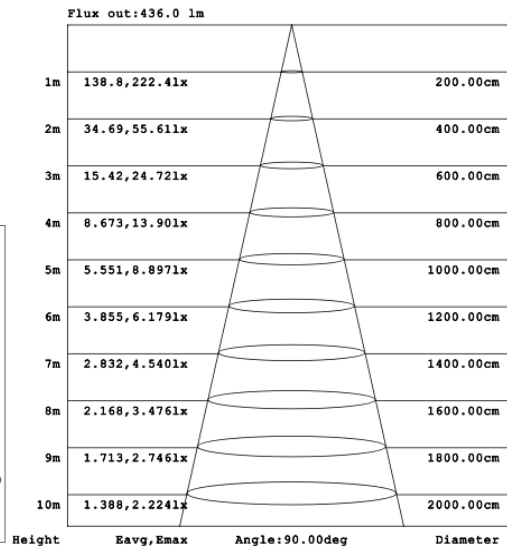 Flux out:436.0 lm
1m 138.8,222.4lx 200.00cm
2m 34.69,55.61lx 400.00cm
3m 15.42,24.72lx 600.00cm
4m 8.673,13.90lx 800.00cm
5m 5.551,8.897lx 1000.00cm
6m 3.855,6.179lx 1200.00cm
7m 2.832,4.540lx 1400.00cm
8m 2.168,3.476lx 1600.00cm
9m 1.713,2.746lx 1800.00cm
10m 1.388,2.224lx 2000.00cm
Height Eavg,Emax Angle:90.00deg Diameter